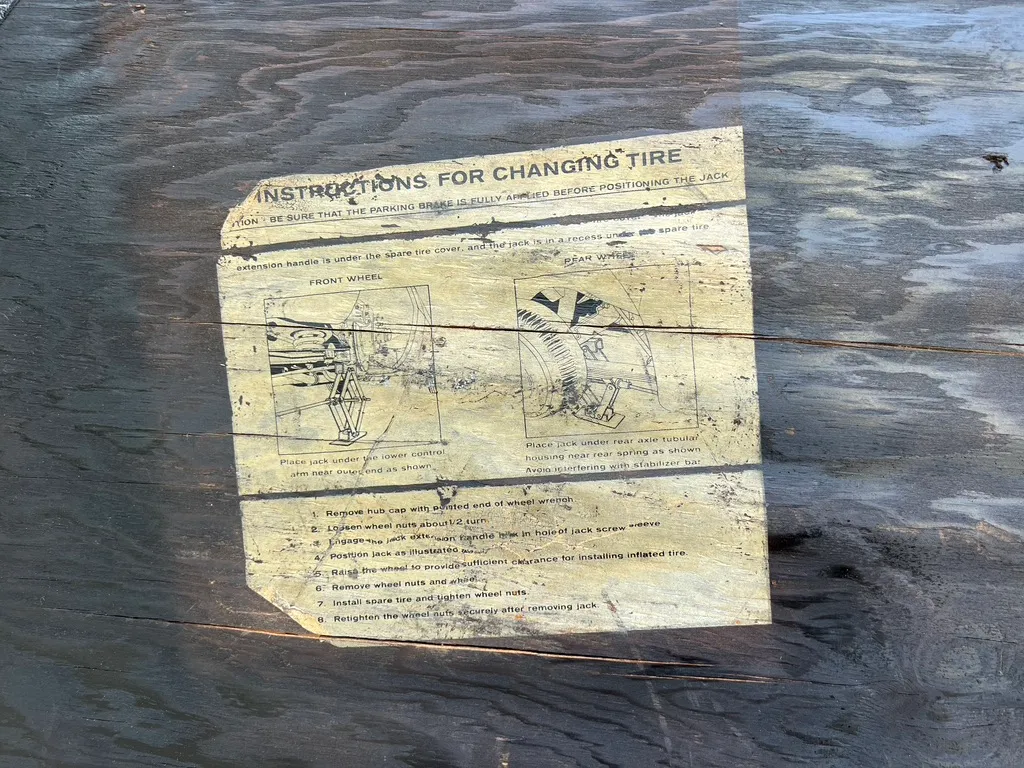 INSTRUCTIONS FOR CHANGING TIRE
TION - BE SURE THAT THE PARKING BRAKE IS FULLY APPLIED BEFORE POSITIONING THE JACK
extension handle is under the spare tire cover, and the jack is in a recess under the spare tire
FRONT WHEEL
REAR WHEEL
Place jack under the lower control
arm near outer end as shown
Place jack under rear axle tubular
housing near rear spring as shown
Avoid interfering with stabilizer bar
1. Remove hub cap with pointed end of wheel wrench
2. Loosen wheel nuts about 1/2 turn
3. Engage the jack extension handle hook in hole of jack screw sleeve
4. Position jack as illustrated
5. Raise the wheel to provide sufficient clearance for installing inflated tire.
6. Remove wheel nuts and wheel
7. Install spare tire and tighten wheel nuts.
8. Retighten the wheel nuts securely after removing jack.